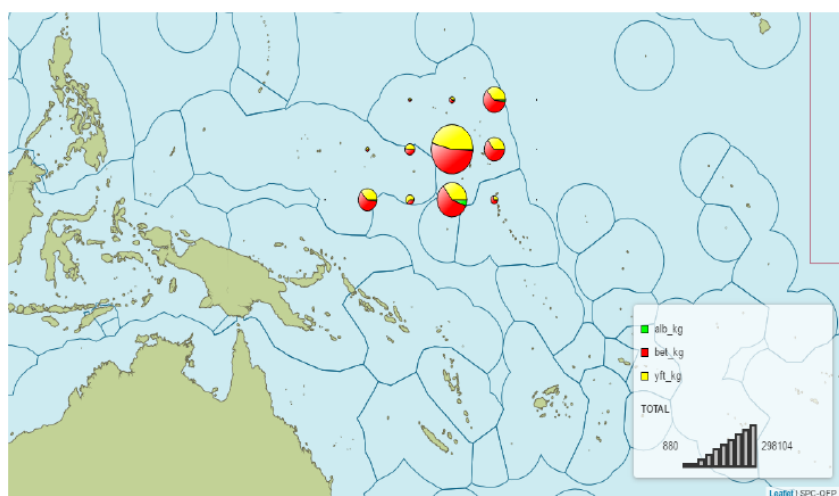 alb_kg
bet_kg
yft_kg
TOTAL
880 298104
Leaflet | SPC-OFP